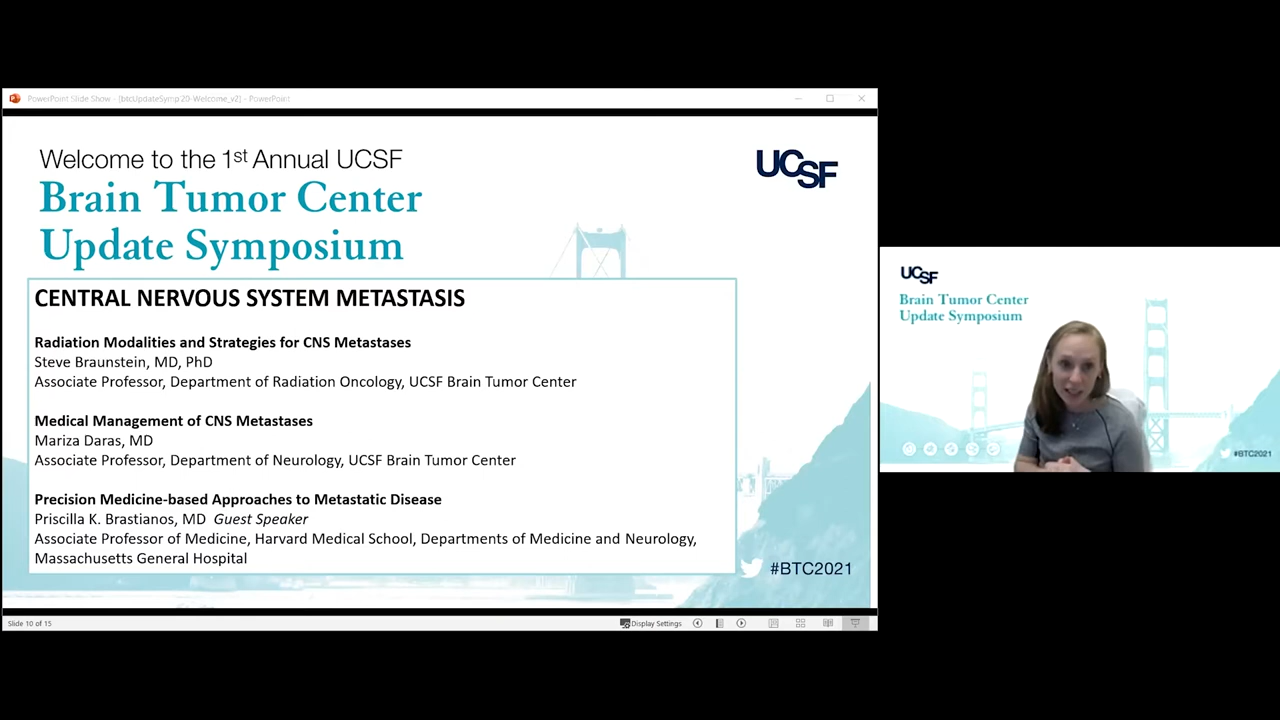 PowerPoint Slide Show - [btcUpdateSymp'20-Welcome_v2] - PowerPoint
Welcome to the 1st Annual UCSF
Brain Tumor Center
Update Symposium
UCSF
CENTRAL NERVOUS SYSTEM METASTASIS
Radiation Modalities and Strategies for CNS Metastases
Steve Braunstein, MD, PhD
Associate Professor, Department of Radiation Oncology, UCSF Brain Tumor Center
Medical Management of CNS Metastases
Mariza Daras, MD
Associate Professor, Department of Neurology, UCSF Brain Tumor Center
Precision Medicine-based Approaches to Metastatic Disease
Priscilla K. Brastianos, MD Guest Speaker
Associate Professor of Medicine, Harvard Medical School, Departments of Medicine and Neurology,
Massachusetts General Hospital
#BTC2021
Slide 10 of 15
Display Settings
UCSF
Brain Tumor Center
Update Symposium
#BTC2021